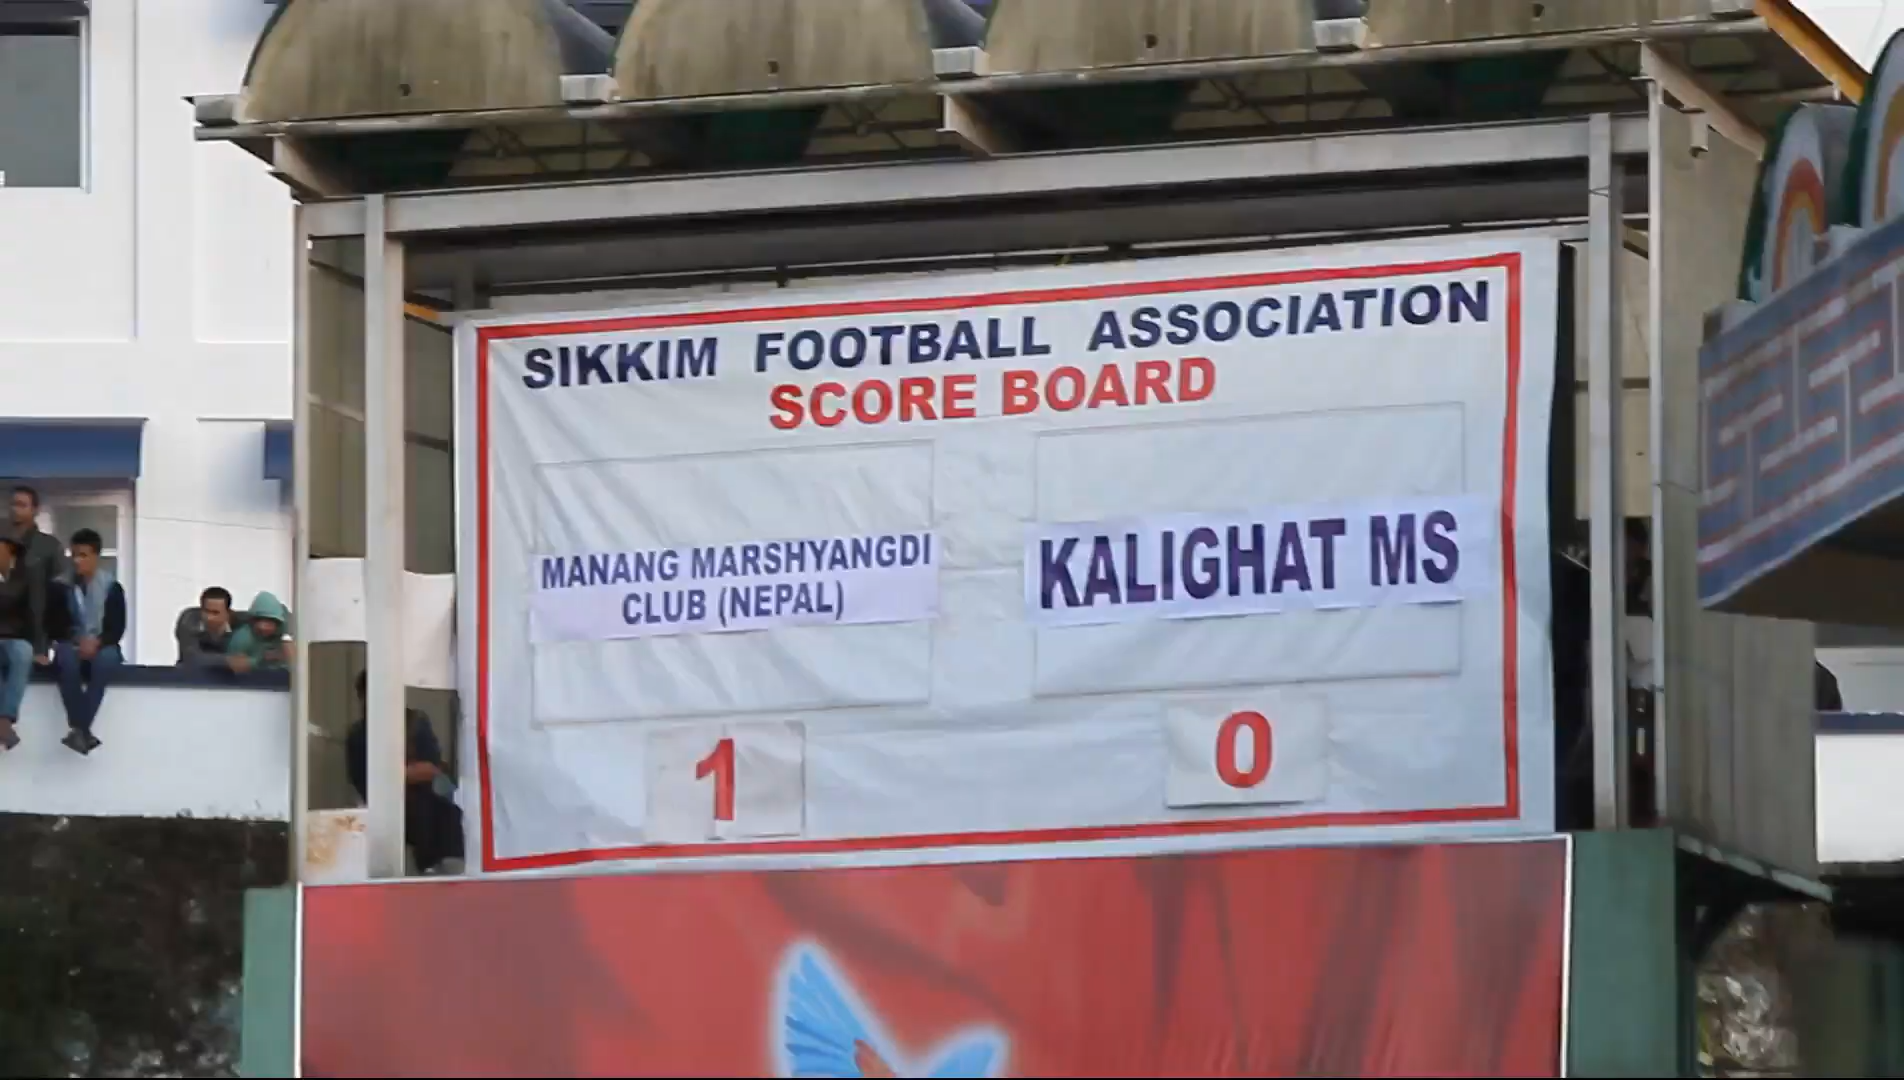 SIKKIM FOOTBALL ASSOCIATION
SCORE BOARD
MANANG MARSHYANGDI
CLUB (NEPAL)
KALIGHAT MS
1
0